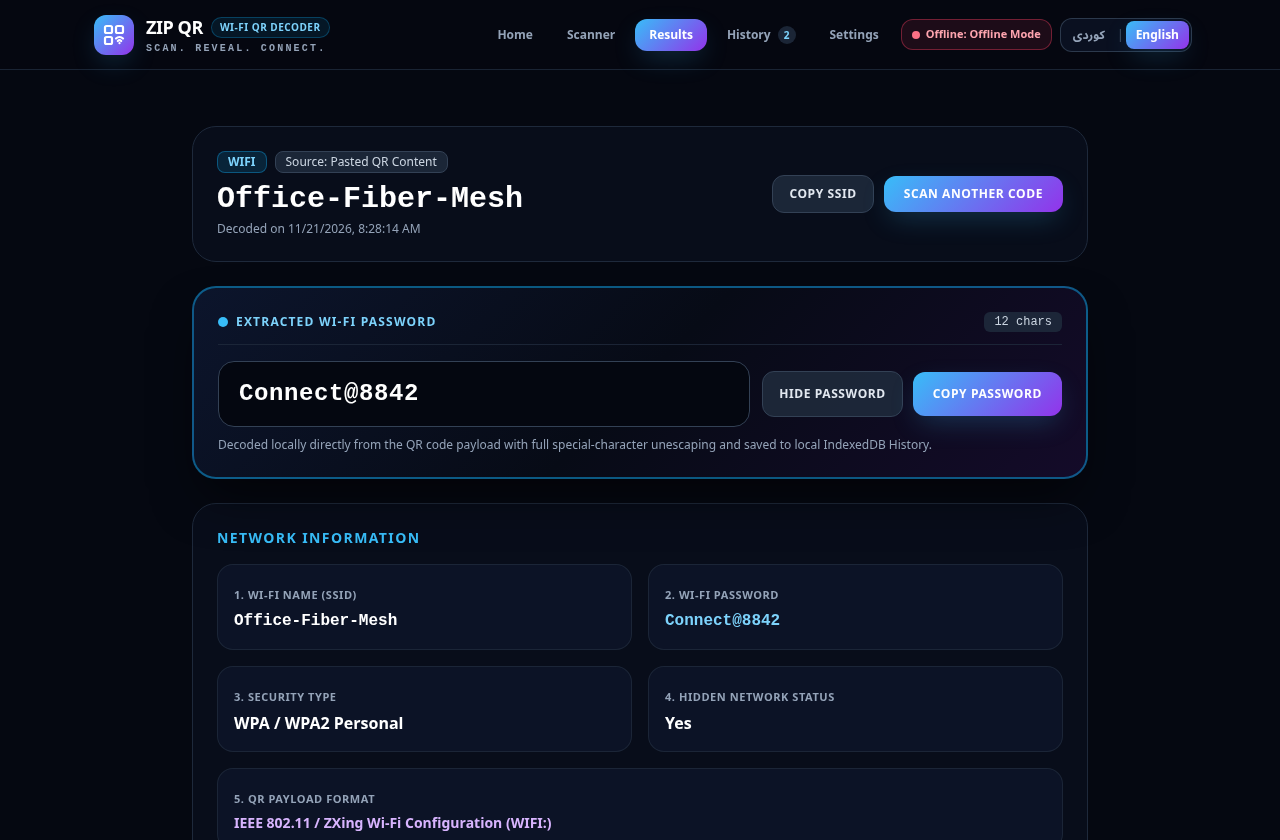 ZIP QR
WI-FI QR DECODER
SCAN. REVEAL. CONNECT.
Home
Scanner
Results
History 2
Settings
Offline: Offline Mode
کوردی
English
WIFI
Source: Pasted QR Content
Office-Fiber-Mesh
Decoded on 11/21/2026, 8:28:14 AM
COPY SSID
SCAN ANOTHER CODE
EXTRACTED WI-FI PASSWORD
12 chars
Connect@8842
HIDE PASSWORD
COPY PASSWORD
Decoded locally directly from the QR code payload with full special-character unescaping and saved to local IndexedDB History.
NETWORK INFORMATION
1. WI-FI NAME (SSID)
Office-Fiber-Mesh
2. WI-FI PASSWORD
Connect@8842
3. SECURITY TYPE
WPA / WPA2 Personal
4. HIDDEN NETWORK STATUS
Yes
5. QR PAYLOAD FORMAT
IEEE 802.11 / ZXing Wi-Fi Configuration (WIFI:)